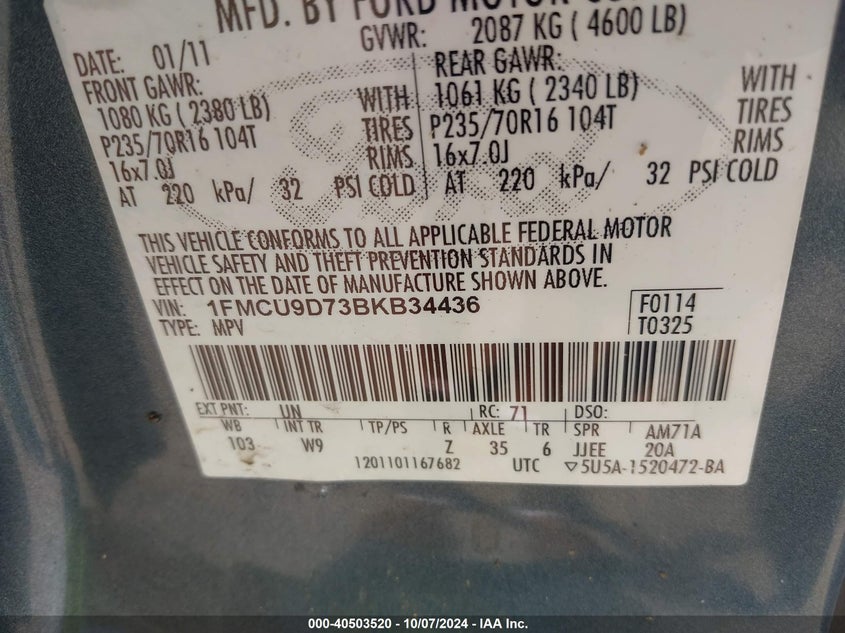 MFD. BY FORD MOTOR CO
DATE: 01/11 GVWR: 2087 KG ( 4600 LB)
FRONT GAWR: REAR GAWR:
1080 KG ( 2380 LB) WITH 1061 KG ( 2340 LB) WITH
P235/70R16 104T TIRES P235/70R16 104T TIRES
16x7.0J RIMS 16x7.0J RIMS
AT 220 kPa/ 32 PSI COLD AT 220 kPa/ 32 PSI COLD
THIS VEHICLE CONFORMS TO ALL APPLICABLE FEDERAL MOTOR
VEHICLE SAFETY AND THEFT PREVENTION STANDARDS IN
EFFECT ON THE DATE OF MANUFACTURE SHOWN ABOVE.
VIN: 1FMCU9D73BKB34436 F0114
TYPE: MPV T0325
EXT PNT: UN RC: 71 DSO:
WB INT TR TP/PS R AXLE TR SPR AM71A
103 W9 Z 35 6 JJEE 20A
1201101167682 UTC ▽5U5A-1520472-BA
000-40503520 - 10/07/2024 - IAA Inc.